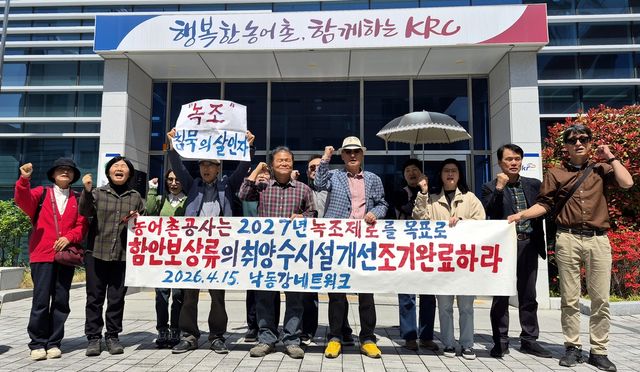 행복한 농어촌, 함께하는 KRC
"녹조"
침묵의 살인자
농어촌공사는 2027년 녹조제로를 목표로
함안보상류의 취양수시설개선 조기완료하라
2026.4.15. 낙동강네트워크